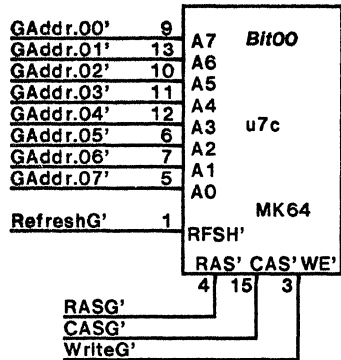 GAddr.00' 9 A7 Bit00
GAddr.01' 13 A6
GAddr.02' 10 A5
GAddr.03' 11 A4
GAddr.04' 12 A3 u7c
GAddr.05' 6 A2
GAddr.06' 7 A1
GAddr.07' 5 A0
MK64
RefreshG' 1 RFSH'
RAS' CAS' WE'
4 15 3
RASG'
CASG'
WriteG'